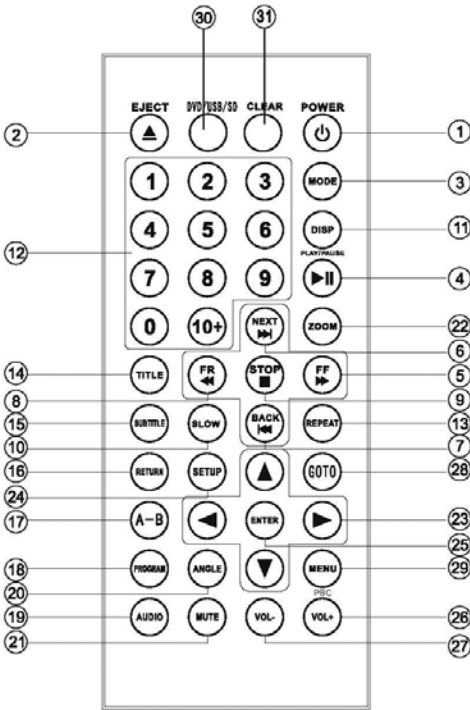 30 31
EJECT DVD/USB/SD CLEAR POWER
2 1
1 2 3 MODE 3
4 5 6 DISP 11
12 PLAY/PAUSE
7 8 9 4
0 10+ NEXT ZOOM 22
6
14 TITLE FR STOP FF 5
8 9
15 SUBTITLE SLOW BACK REPEAT 13
10 7
16 RETURN SETUP GOTO 28
24
17 A-B ENTER 23
25
18 PROGRAM ANGLE MENU 29
20 PBC
19 AUDIO MUTE VOL- VOL+ 26
21 27